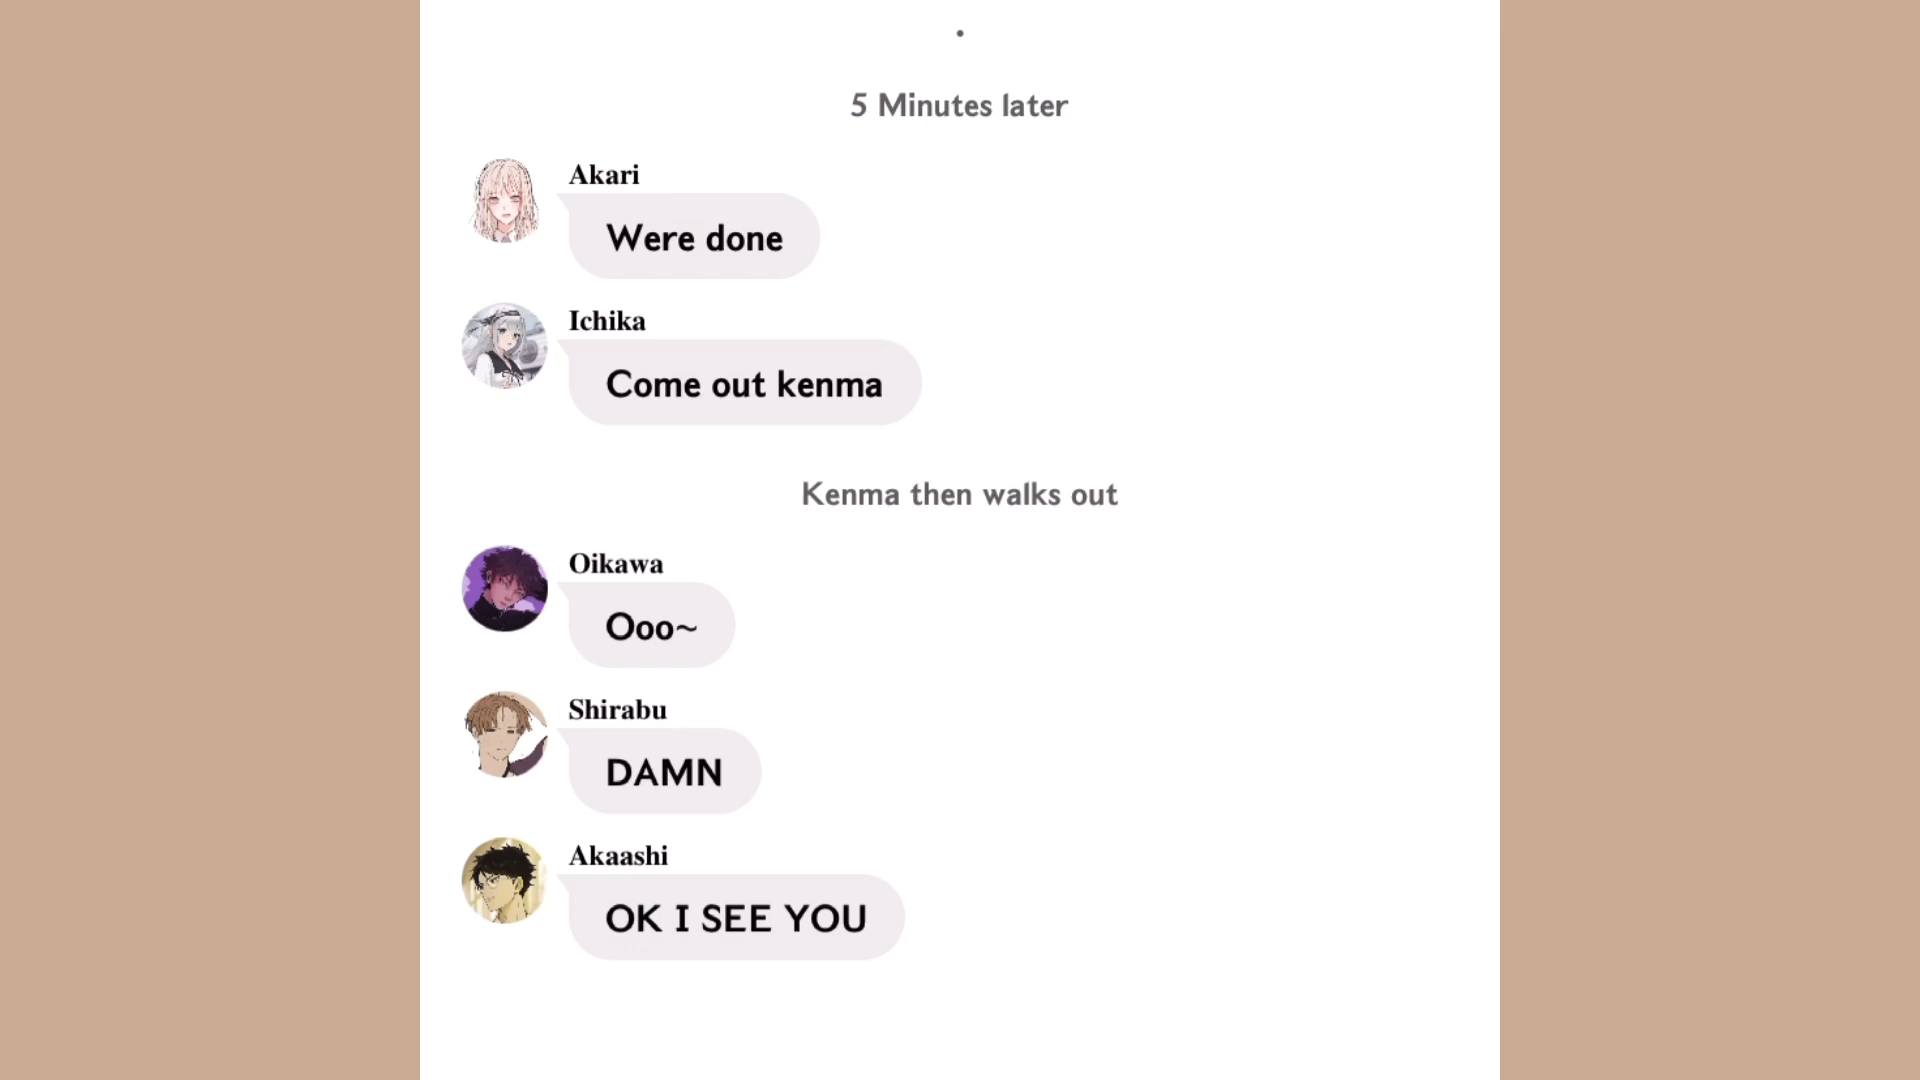 5 Minutes later
Akari
Were done
Ichika
Come out kenma
Kenma then walks out
Oikawa
Ooo~
Shirabu
DAMN
Akaashi
OK I SEE YOU